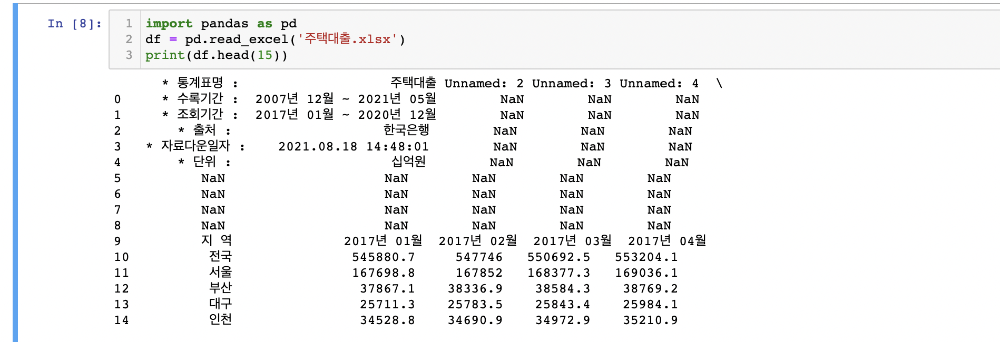 In [8]:
1 import pandas as pd
2 df = pd.read_excel('주택대출.xlsx')
3 print(df.head(15))
* 통계표명 : 주택대출 Unnamed: 2 Unnamed: 3 Unnamed: 4 \
0 * 수록기간 : 2007년 12월 ~ 2021년 05월 NaN NaN NaN
1 * 조회기간 : 2017년 01월 ~ 2020년 12월 NaN NaN NaN
2 * 출처 : 한국은행 NaN NaN NaN
3 * 자료다운일자 : 2021.08.18 14:48:01 NaN NaN NaN
4 * 단위 : 십억원 NaN NaN NaN
5 NaN NaN NaN NaN NaN
6 NaN NaN NaN NaN NaN
7 NaN NaN NaN NaN NaN
8 NaN NaN NaN NaN NaN
9 지 역 2017년 01월 2017년 02월 2017년 03월 2017년 04월
10 전국 545880.7 547746 550692.5 553204.1
11 서울 167698.8 167852 168377.3 169036.1
12 부산 37867.1 38336.9 38584.3 38769.2
13 대구 25711.3 25783.5 25843.4 25984.1
14 인천 34528.8 34690.9 34972.9 35210.9